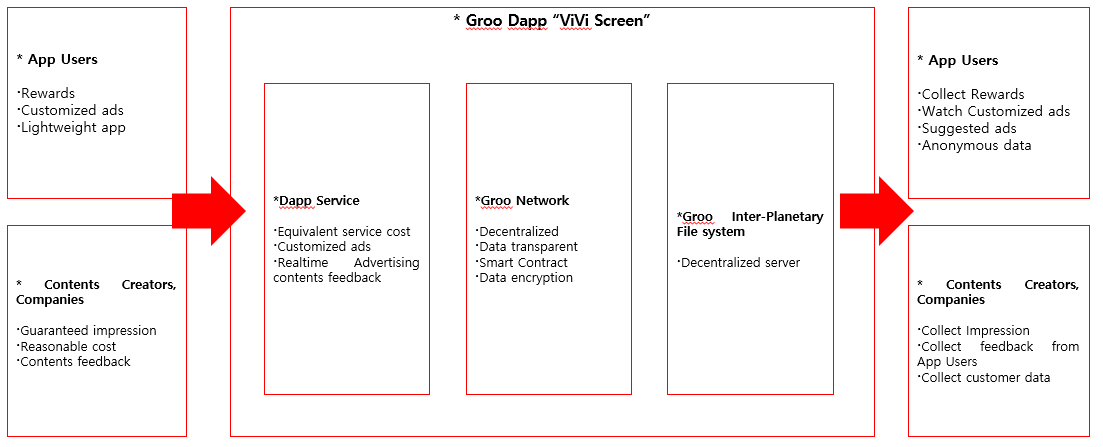 * App Users
·Rewards
·Customized ads
·Lightweight app
* Contents Creators,
Companies
·Guaranteed impression
·Reasonable cost
·Contents feedback
* Groo Dapp “ViVi Screen”
*Dapp Service
·Equivalent service cost
·Customized ads
·Realtime Advertising
contents feedback
*Groo Network
·Decentralized
·Data transparent
·Smart Contract
·Data encryption
*Groo Inter-Planetary
File system
·Decentralized server
* App Users
·Collect Rewards
·Watch Customized ads
·Suggested ads
·Anonymous data
* Contents Creators,
Companies
·Collect Impression
·Collect feedback from
App Users
·Collect customer data